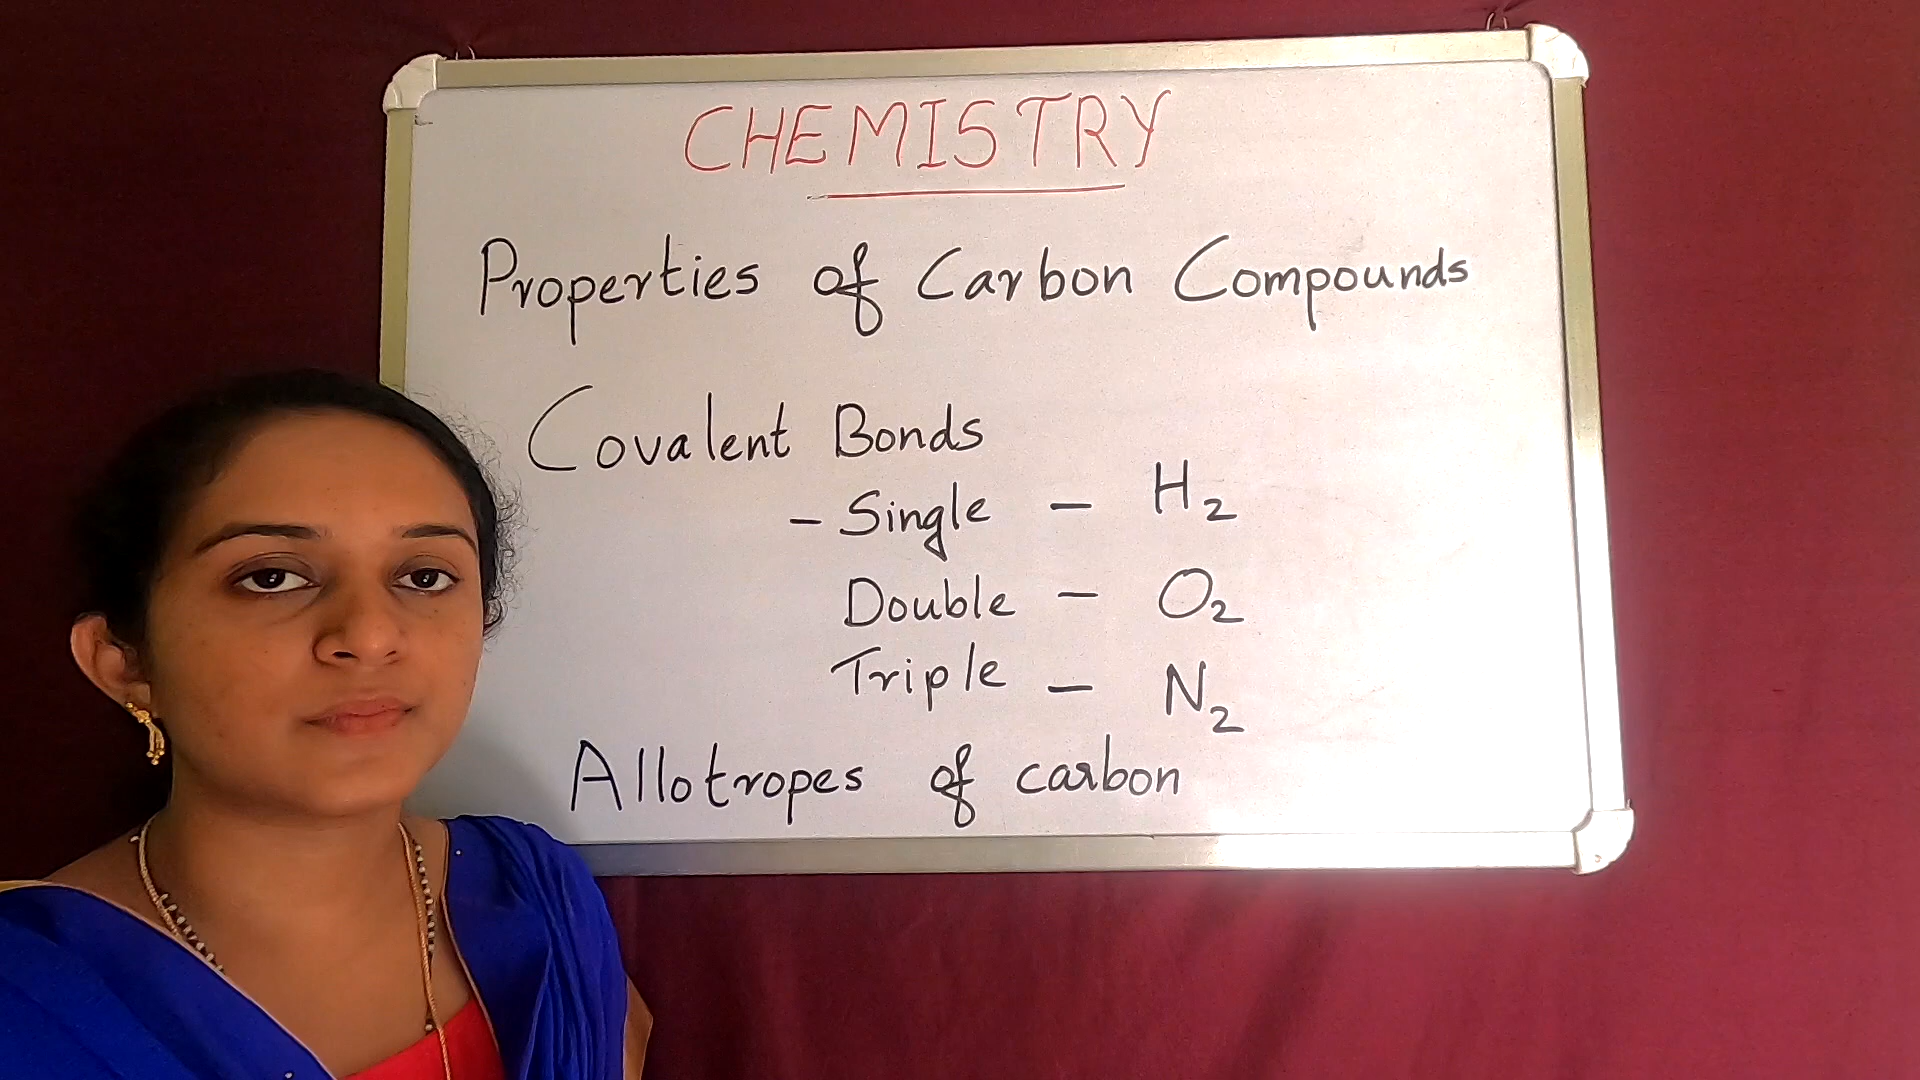 CHEMISTRY
Properties of Carbon Compounds
Covalent Bonds
- Single - H₂
Double - O₂
Triple - N₂
Allotropes of carbon